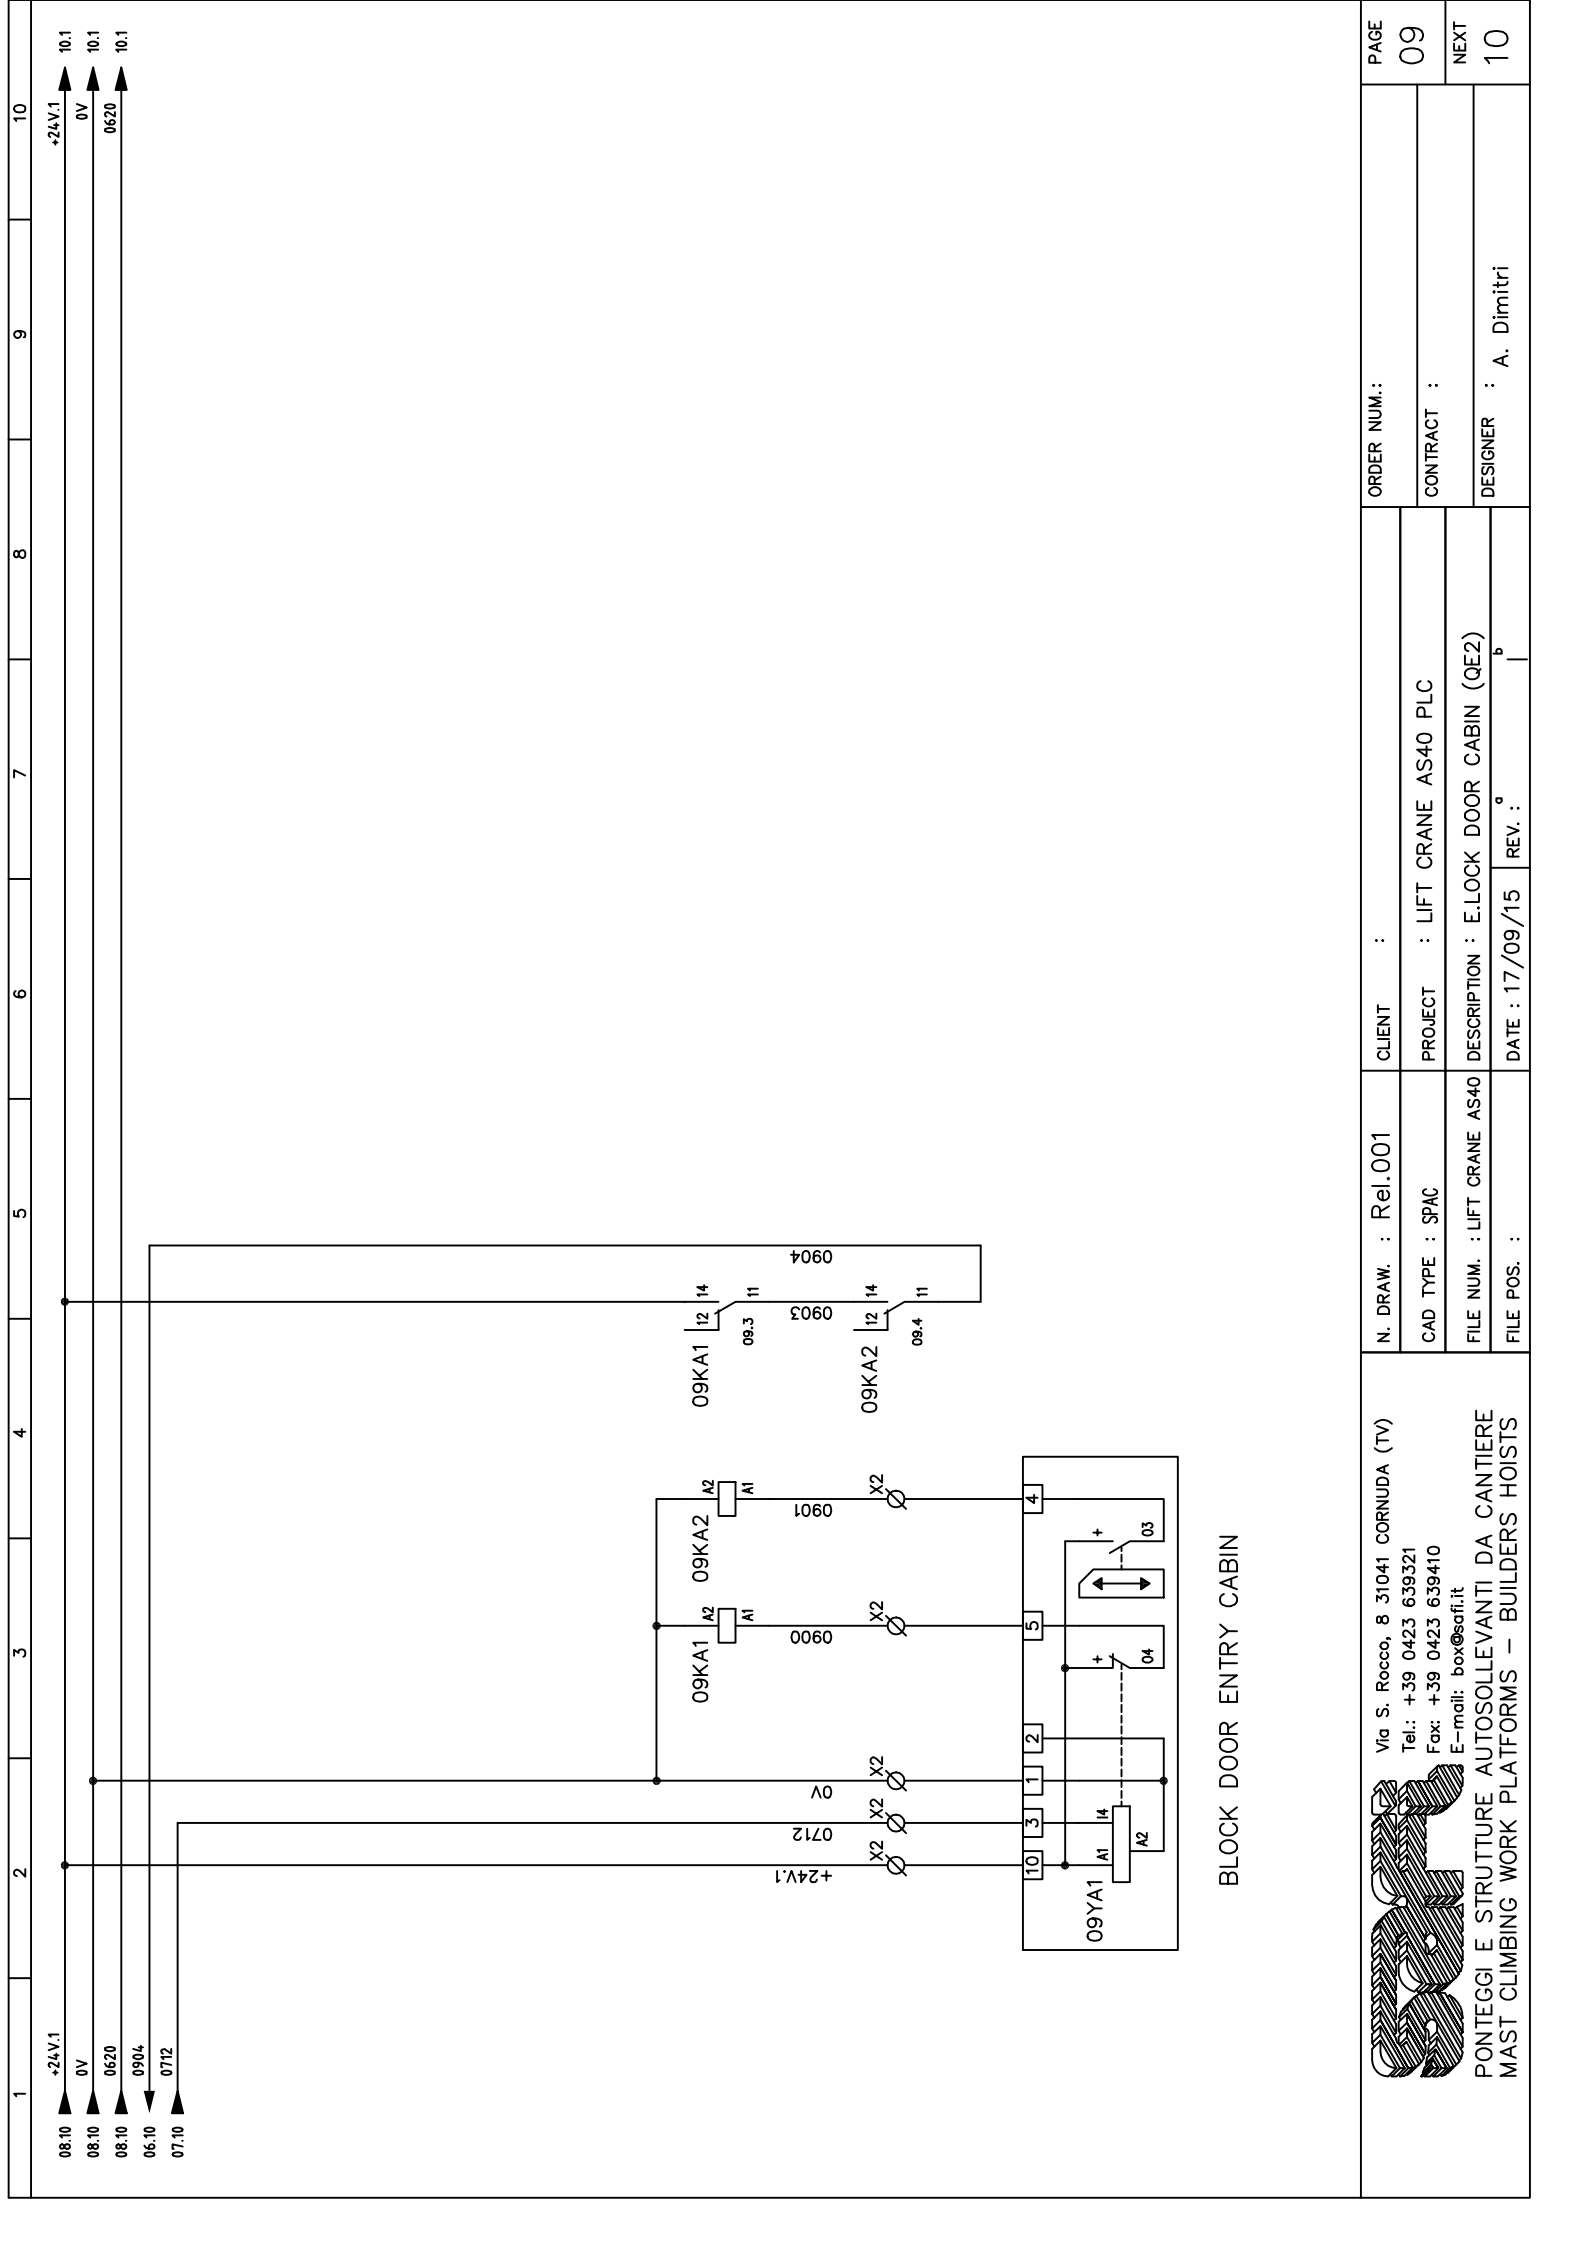 1 2 3 4 5 6 7 8 9 10
08.10 +24V.1 +24V.1 10.1
08.10 0V 0V 10.1
08.10 0620 0620 10.1
06.10 0904
07.10 0712
09KA1 A2 A1
09KA2 A2 A1
09KA1 12 14 11 09.3
09KA2 12 14 11 09.4
+24V.1
0712
0V
0900
0901
0903
0904
X2 X2 X2 X2 X2
10 3 1 2 5 4
09YA1 A1 I4 A2
+ 04
+ 03
BLOCK DOOR ENTRY CABIN
safi
Via S. Rocco, 8 31041 CORNUDA (TV)
Tel.: +39 0423 639321
Fax: +39 0423 639410
E-mail: box@safi.it
PONTEGGI E STRUTTURE AUTOSOLLEVANTI DA CANTIERE
MAST CLIMBING WORK PLATFORMS - BUILDERS HOISTS
N. DRAW. : Rel.001
CAD TYPE : SPAC
FILE NUM. : LIFT CRANE AS40
FILE POS. :
CLIENT :
PROJECT : LIFT CRANE AS40 PLC
DESCRIPTION : E.LOCK DOOR CABIN (QE2)
DATE : 17/09/15 REV. : a b
ORDER NUM.:
CONTRACT :
DESIGNER : A. Dimitri
PAGE
09
NEXT
10